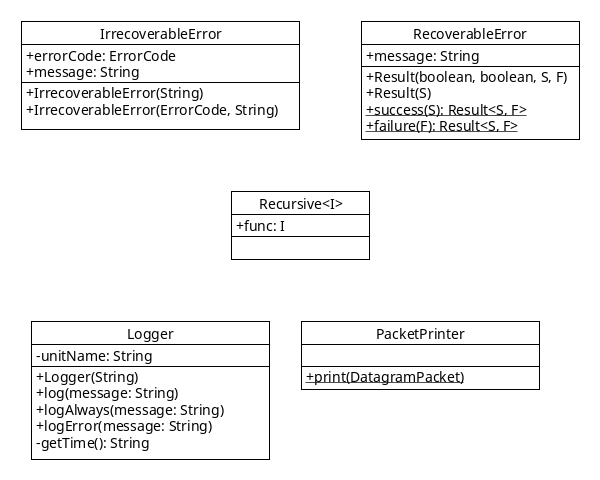 IrrecoverableError
+errorCode: ErrorCode
+message: String
+IrrecoverableError(String)
+IrrecoverableError(ErrorCode, String)
RecoverableError
+message: String
+Result(boolean, boolean, S, F)
+Result(S)
+success(S): Result<S, F>
+failure(F): Result<S, F>
Recursive<I>
+func: I
Logger
-unitName: String
+Logger(String)
+log(message: String)
+logAlways(message: String)
+logError(message: String)
-getTime(): String
PacketPrinter
+print(DatagramPacket)